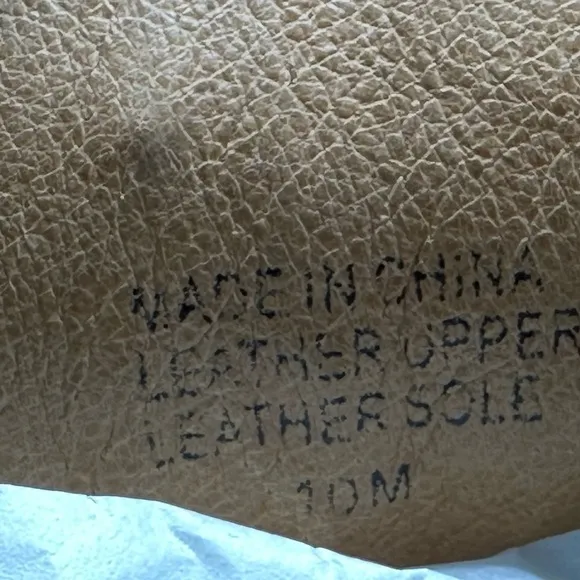 MADE IN CHINA
LEATHER UPPER
LEATHER SOLE
10M